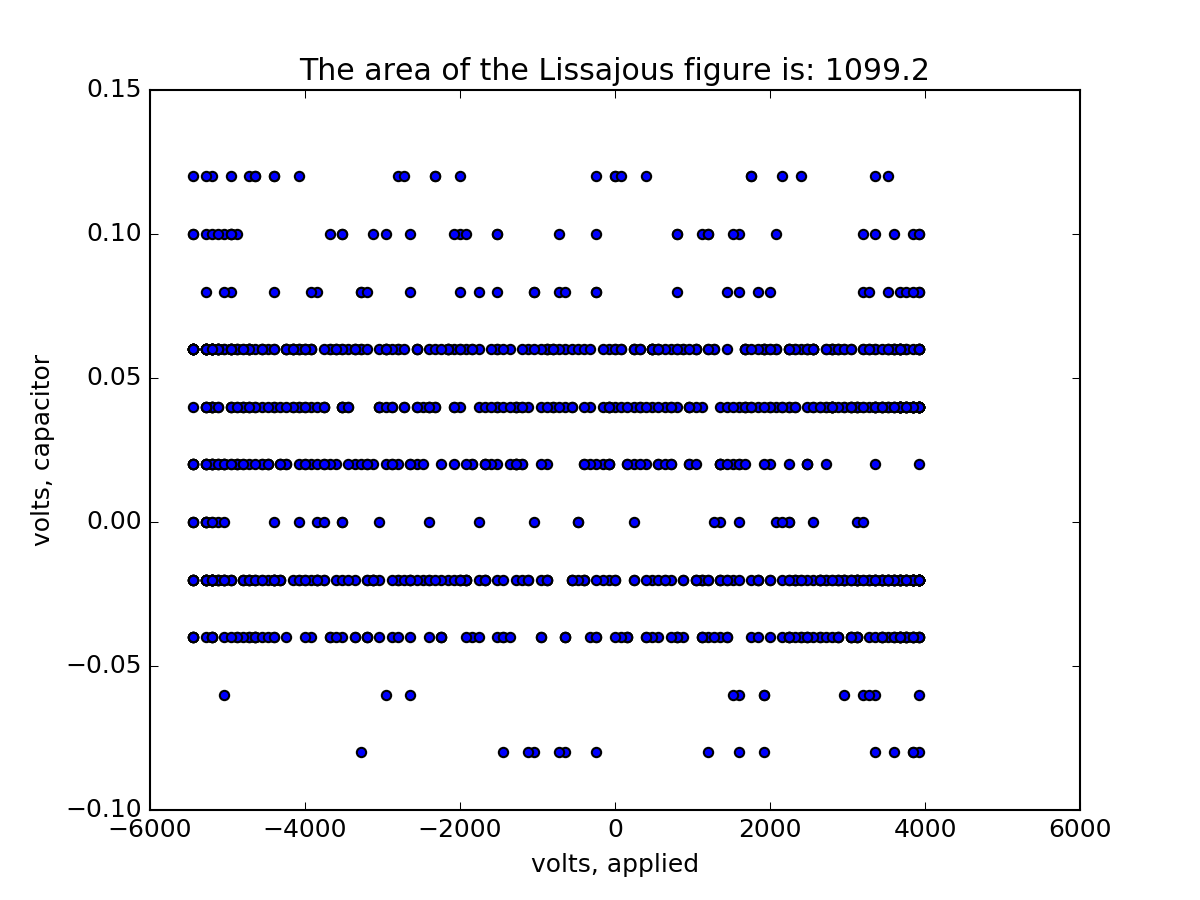 The area of the Lissajous figure is: 1099.2
0.15
0.10
0.05
0.00
−0.05
−0.10
volts, capacitor
−6000 −4000 −2000 0 2000 4000 6000
volts, applied